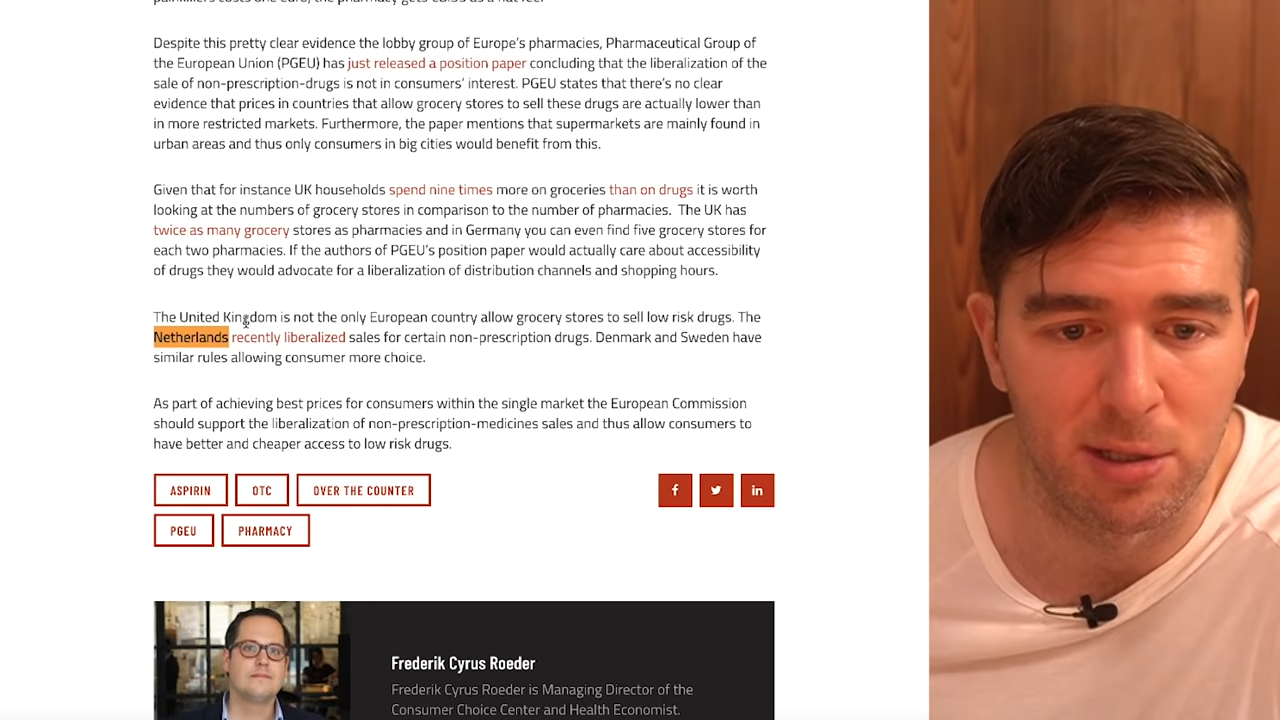 Despite this pretty clear evidence the lobby group of Europe's pharmacies, Pharmaceutical Group of
the European Union (PGEU) has just released a position paper concluding that the liberalization of the
sale of non-prescription-drugs is not in consumers' interest. PGEU states that there's no clear
evidence that prices in countries that allow grocery stores to sell these drugs are actually lower than
in more restricted markets. Furthermore, the paper mentions that supermarkets are mainly found in
urban areas and thus only consumers in big cities would benefit from this.
Given that for instance UK households spend nine times more on groceries than on drugs it is worth
looking at the numbers of grocery stores in comparison to the number of pharmacies. The UK has
twice as many grocery stores as pharmacies and in Germany you can even find five grocery stores for
each two pharmacies. If the authors of PGEU's position paper would actually care about accessibility
of drugs they would advocate for a liberalization of distribution channels and shopping hours.
The United Kingdom is not the only European country allow grocery stores to sell low risk drugs. The
Netherlands recently liberalized sales for certain non-prescription drugs. Denmark and Sweden have
similar rules allowing consumer more choice.
As part of achieving best prices for consumers within the single market the European Commission
should support the liberalization of non-prescription-medicines sales and thus allow consumers to
have better and cheaper access to low risk drugs.
ASPIRIN OTC OVER THE COUNTER
PGEU PHARMACY
Frederik Cyrus Roeder
Frederik Cyrus Roeder is Managing Director of the
Consumer Choice Center and Health Economist.